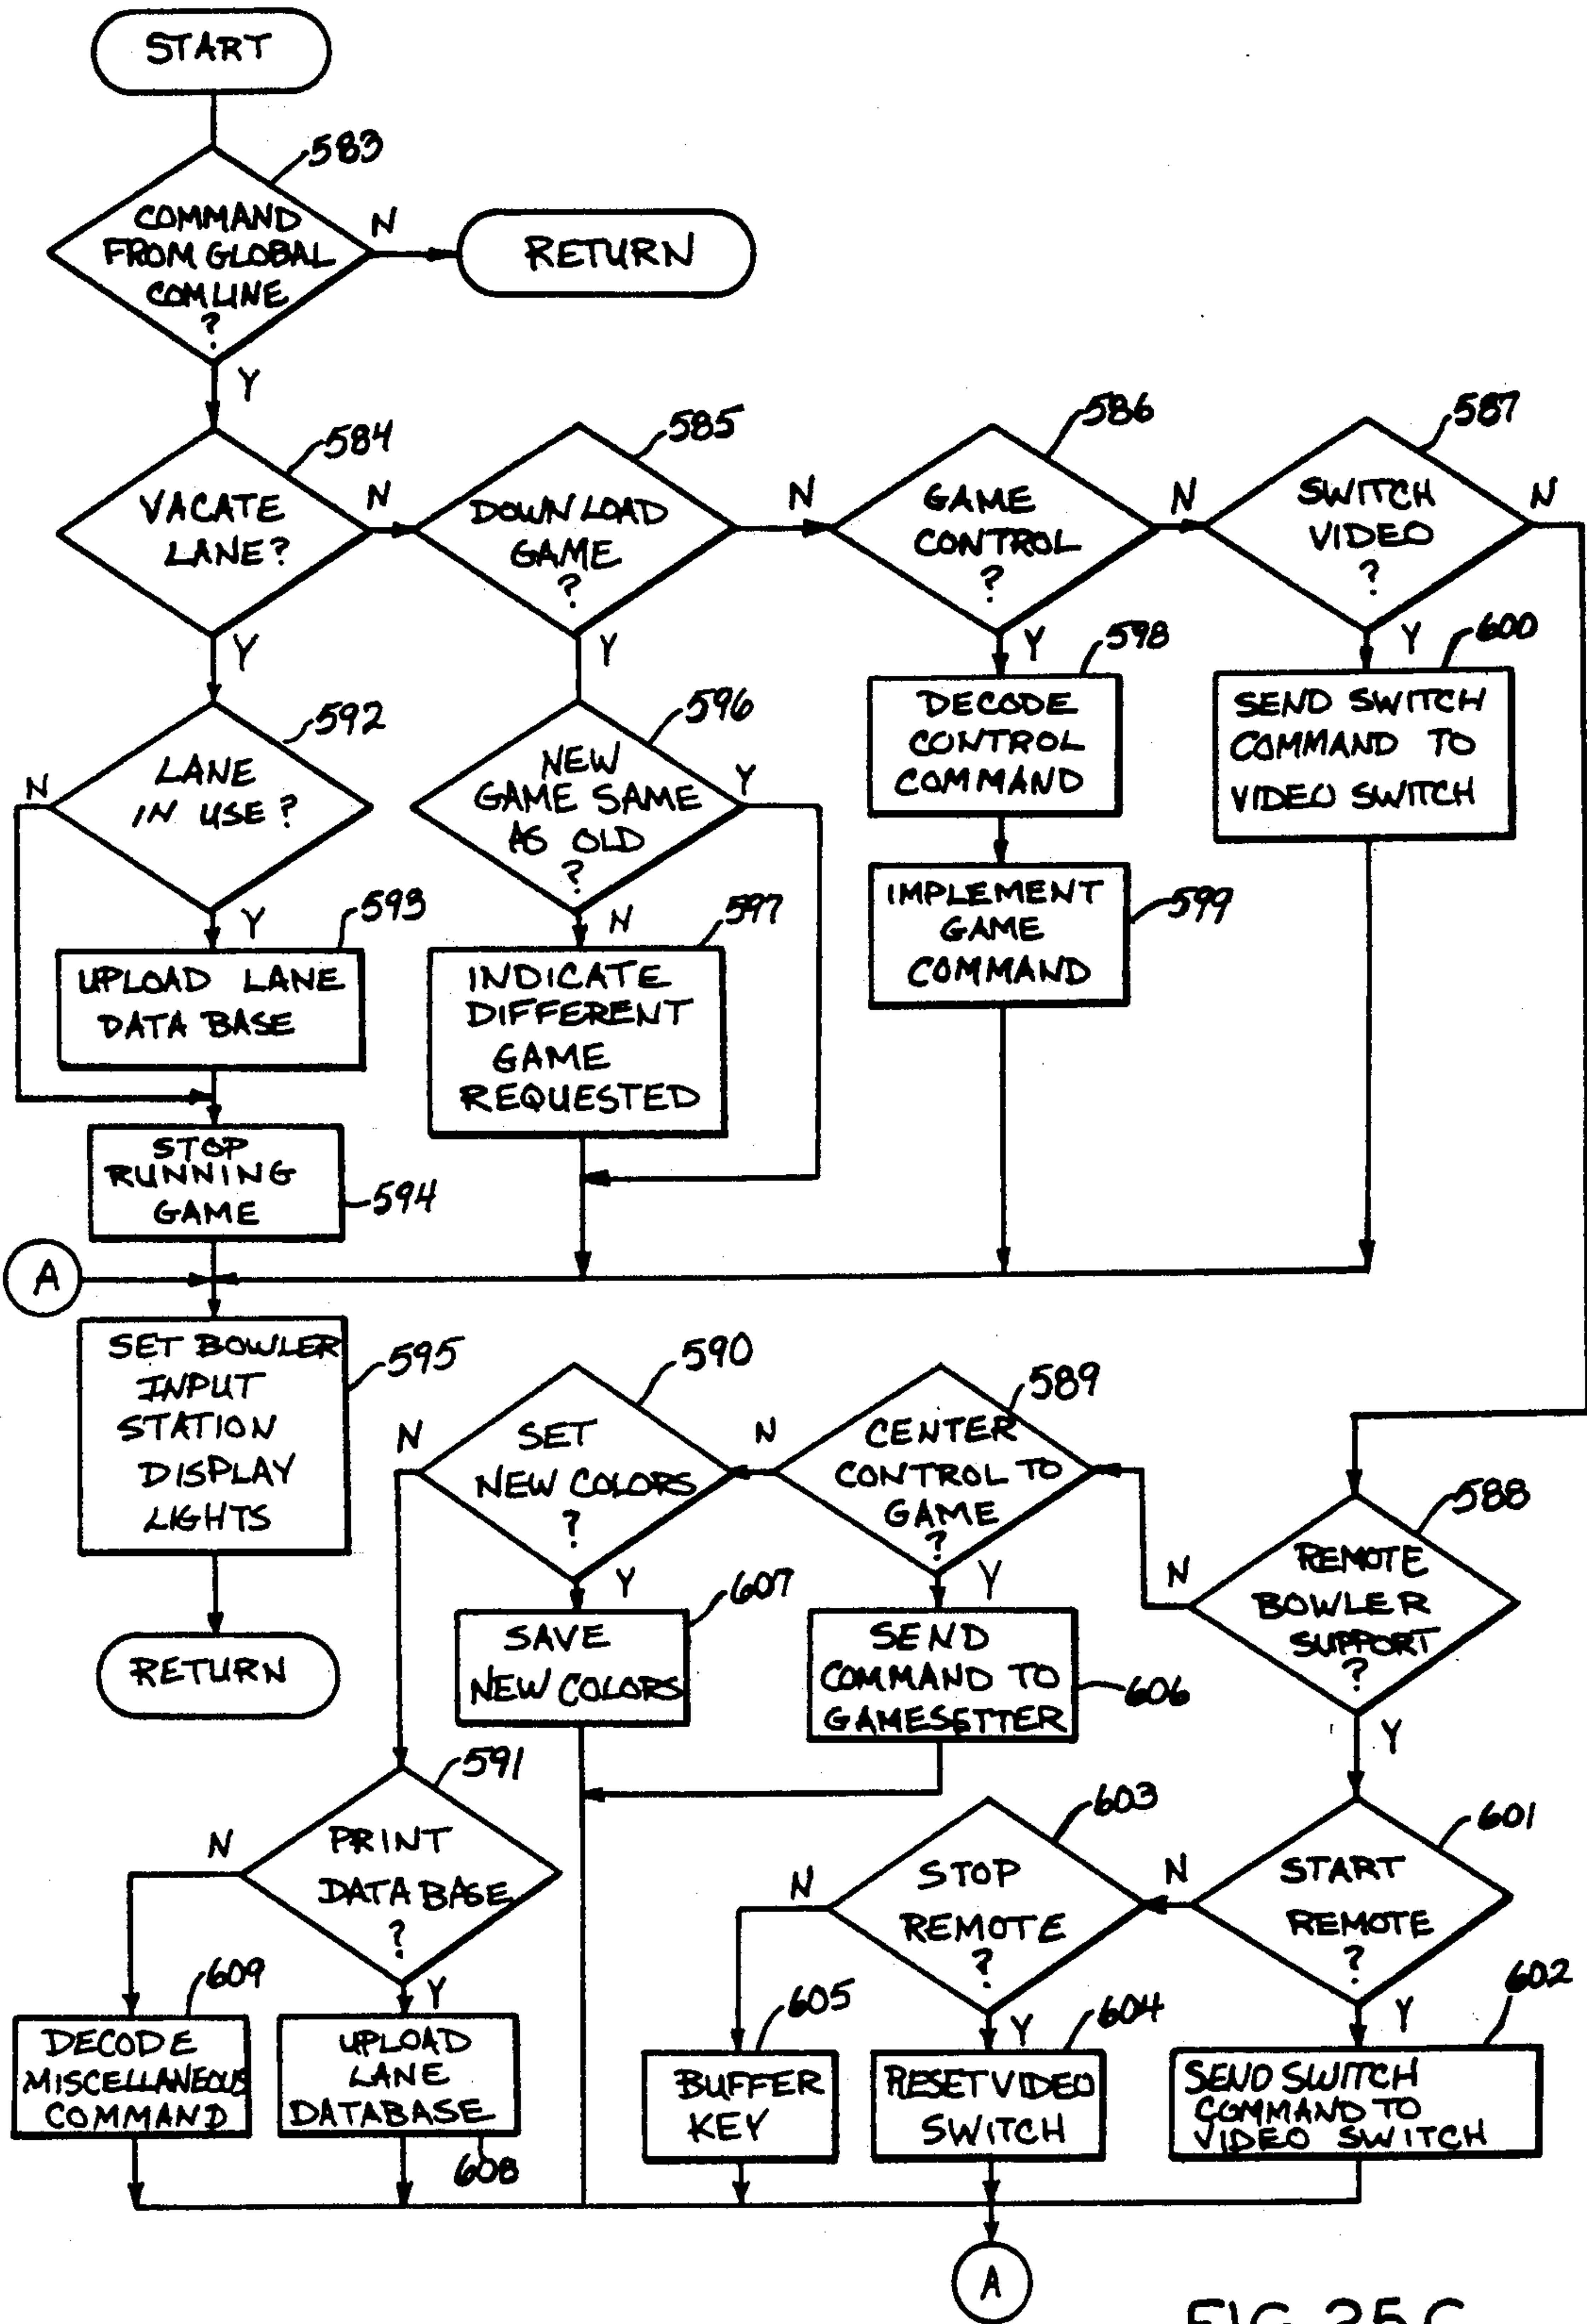 START
583
COMMAND
FROM GLOBAL
COMLINE
?
N
RETURN
Y
584
VACATE
LANE?
N
585
DOWNLOAD
GAME
?
N
586
GAME
CONTROL
?
N
587
SWITCH
VIDEO
?
N
Y
Y
Y
Y
592
LANE
IN USE?
N
Y
596
NEW
GAME SAME
AS OLD
?
Y
N
598
DECODE
CONTROL
COMMAND
600
SEND SWITCH
COMMAND TO
VIDEO SWITCH
593
UPLOAD LANE
DATA BASE
597
INDICATE
DIFFERENT
GAME
REQUESTED
IMPLEMENT
GAME
COMMAND
599
STOP
RUNNING
GAME
594
A
SET BOWLER
INPUT
STATION
DISPLAY
LIGHTS
595
RETURN
590
SET
NEW COLORS
?
N
Y
589
CENTER
CONTROL TO
GAME
?
N
Y
588
REMOTE
BOWLER
SUPPORT
?
N
Y
607
SAVE
NEW COLORS
SEND
COMMAND TO
GAMESETTER
606
591
PRINT
DATA BASE
?
N
Y
603
STOP
REMOTE
?
N
Y
601
START
REMOTE
?
N
Y
609
DECODE
MISCELLANEOUS
COMMAND
UPLOAD
LANE
DATABASE
608
605
BUFFER
KEY
604
RESET VIDEO
SWITCH
602
SEND SWITCH
COMMAND TO
VIDEO SWITCH
A
FIG. 25C